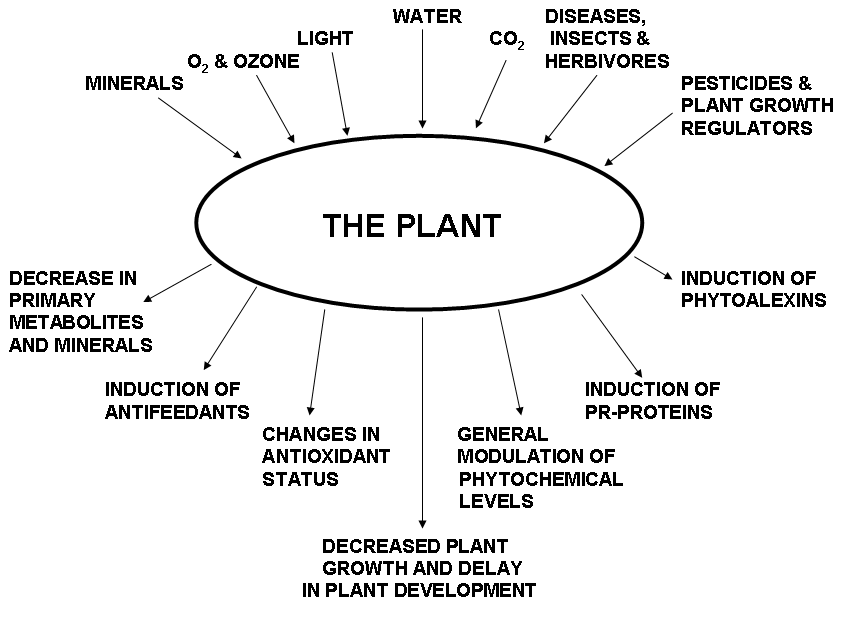 MINERALS
O2 & OZONE
LIGHT
WATER
CO2
DISEASES,
INSECTS &
HERBIVORES
PESTICIDES &
PLANT GROWTH
REGULATORS
THE PLANT
DECREASE IN
PRIMARY
METABOLITES
AND MINERALS
INDUCTION OF
ANTIFEEDANTS
CHANGES IN
ANTIOXIDANT
STATUS
DECREASED PLANT
GROWTH AND DELAY
IN PLANT DEVELOPMENT
GENERAL
MODULATION OF
PHYTOCHEMICAL
LEVELS
INDUCTION OF
PR-PROTEINS
INDUCTION OF
PHYTOALEXINS